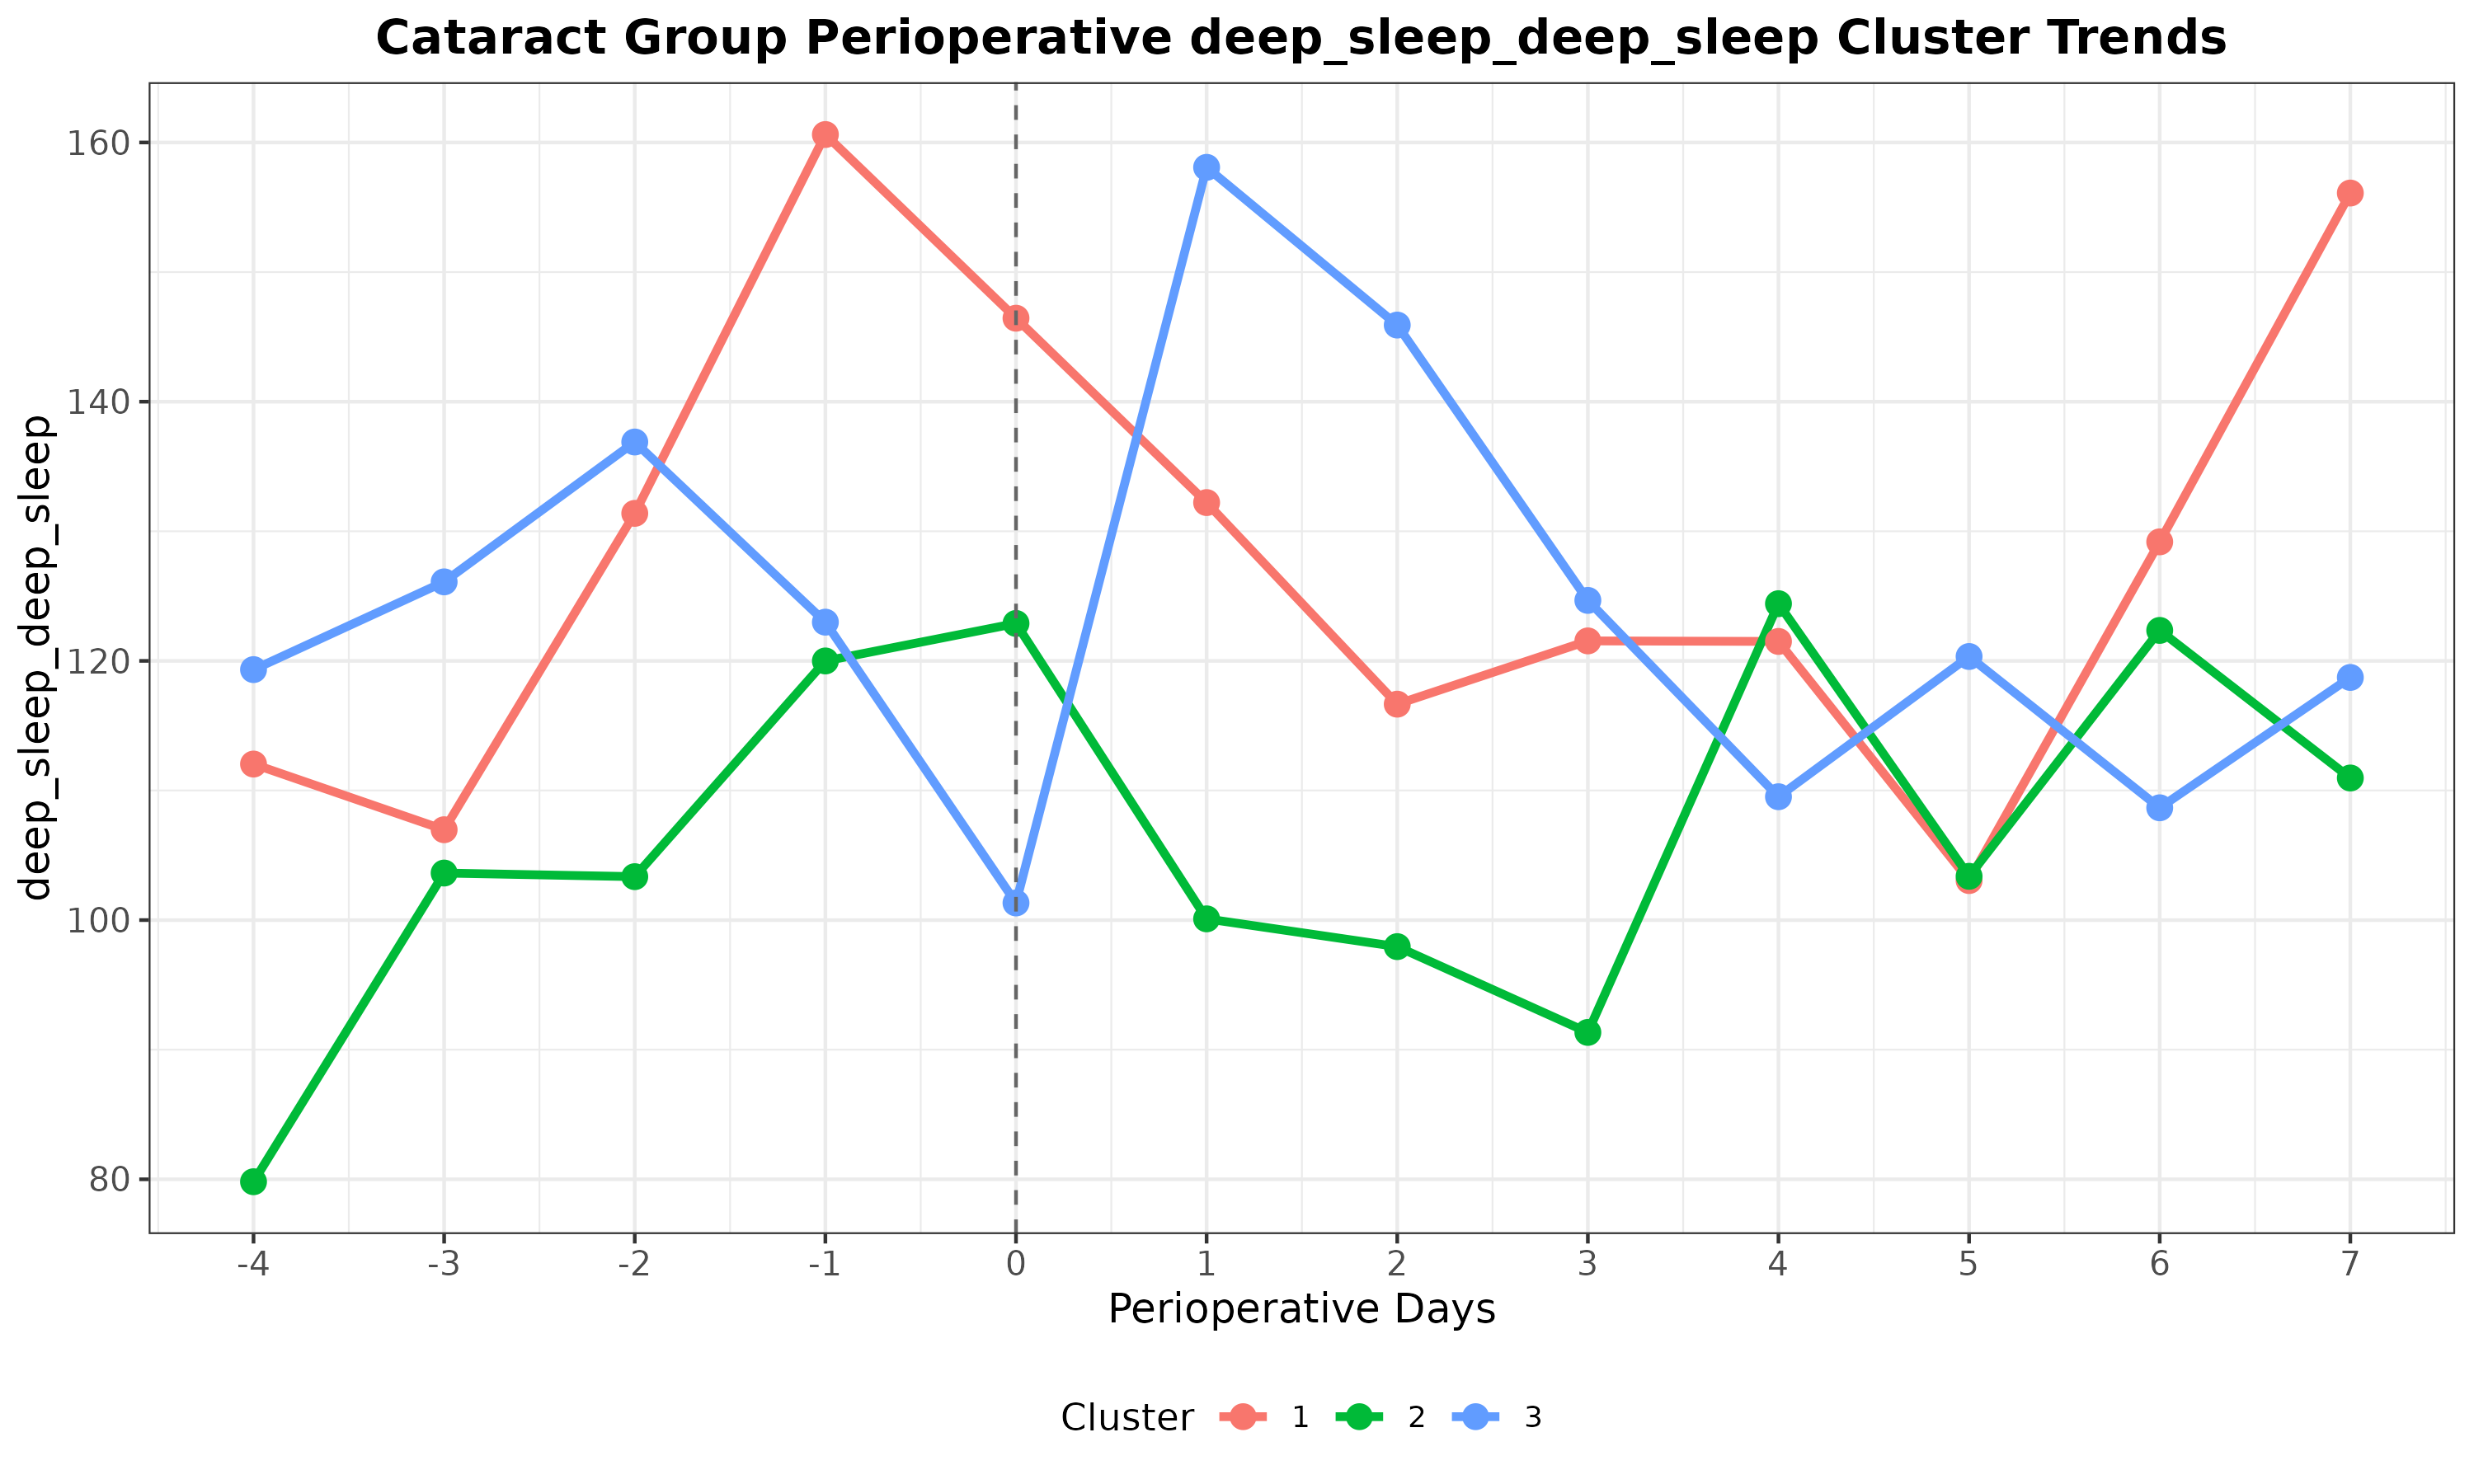 Cataract Group Perioperative deep_sleep_deep_sleep Cluster Trends
deep_sleep_deep_sleep
160
140
120
100
80
-4 -3 -2 -1 0 1 2 3 4 5 6 7
Perioperative Days
Cluster 1 2 3